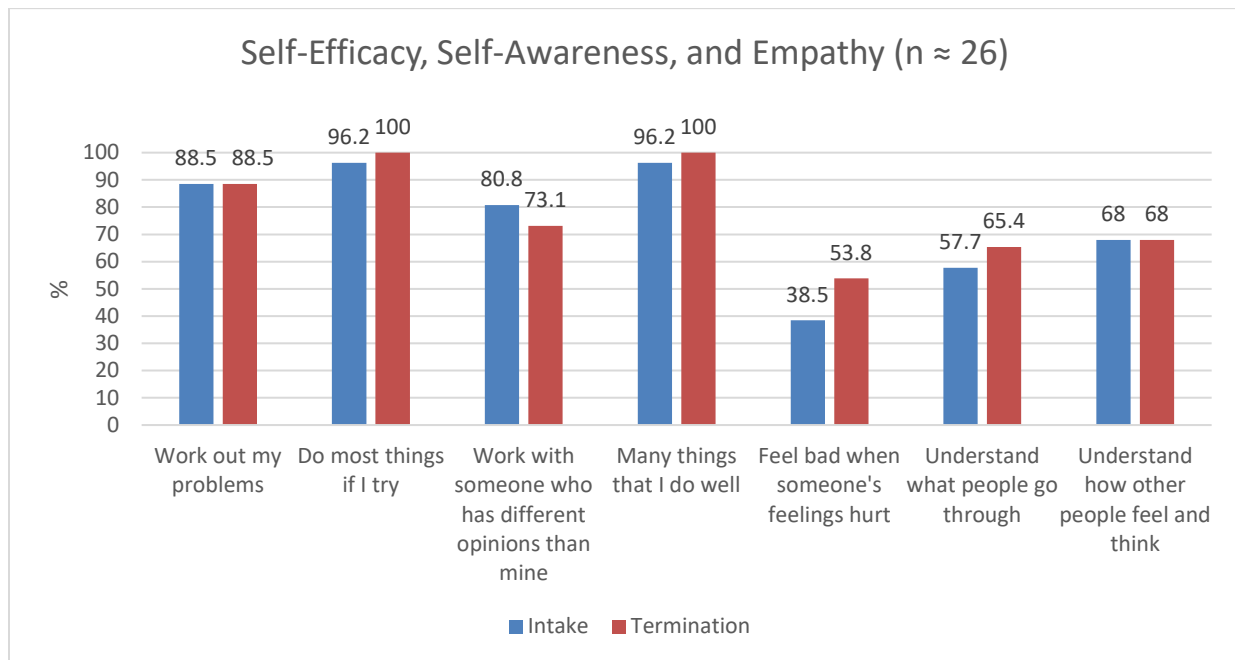 Self-Efficacy, Self-Awareness, and Empathy (n ≈ 26)
96.2 100 96.2 100
88.5 88.5
80.8
73.1
68 68
65.4
57.7
53.8
38.5
100
90
80
70
60
50
40
30
20
10
0
%
Work out my
problems
Do most things
if I try
Work with
someone who
has different
opinions than
mine
Many things
that I do well
Feel bad when
someone's
feelings hurt
Understand
what people go
through
Understand
how other
people feel and
think
Intake Termination